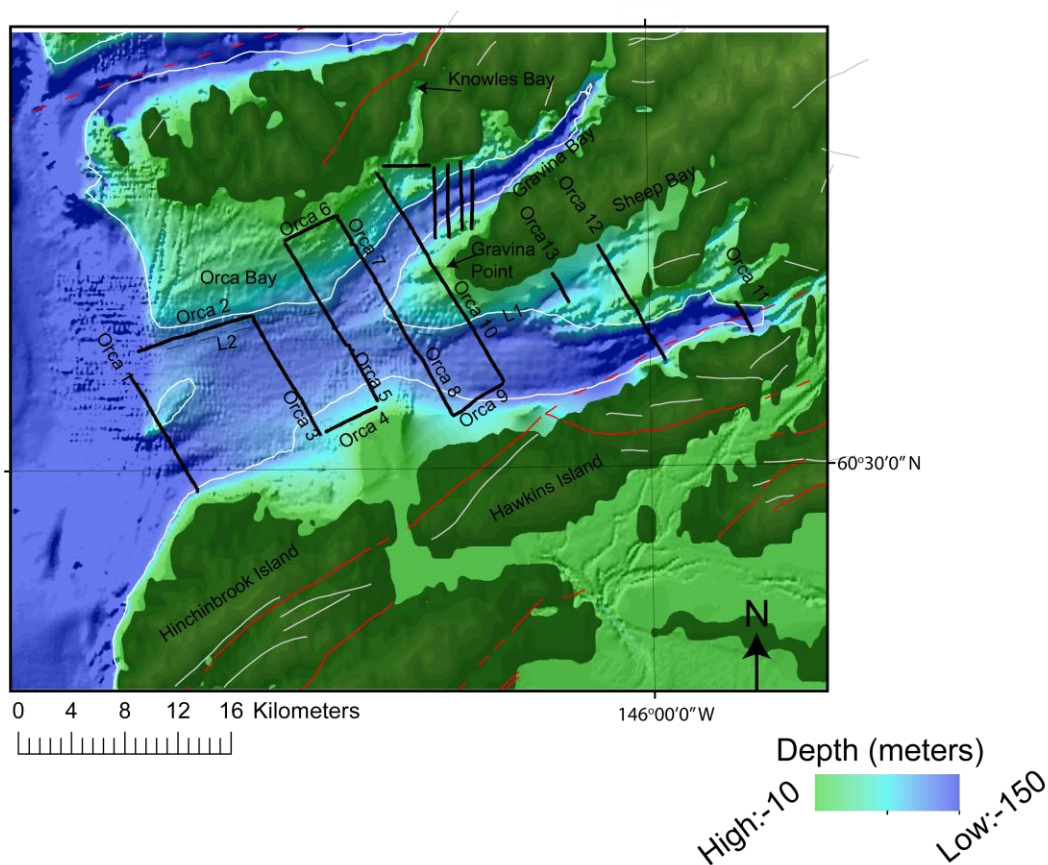 Knowles Bay
Gravina Bay
Sheep Bay
Orca 12
Orca13
Orca 6
Orca 7
Gravina
Point
Orca Bay
Orca 11
Orca 10
L1
Orca 2
L2
Orca 1
Orca 5
Orca 8
Orca 3
Orca 9
Orca 4
60°30'0"N
Hawkins Island
Hinchinbrook Island
N
0 4 8 12 16 Kilometers
146°00'0"W
Depth (meters)
High:-10
Low:-150